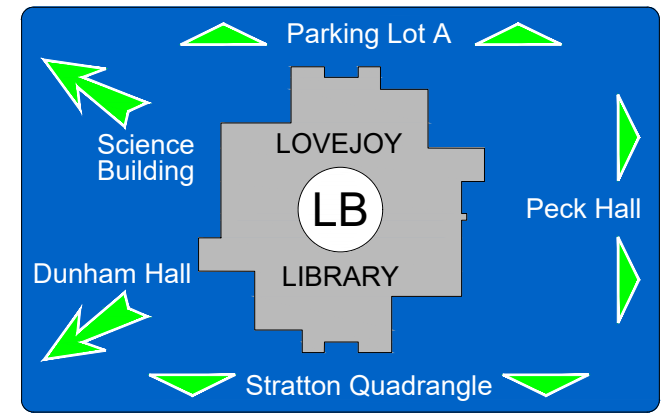 Parking Lot A
Science
Building
LOVEJOY
LB
Peck Hall
Dunham Hall
LIBRARY
Stratton Quadrangle